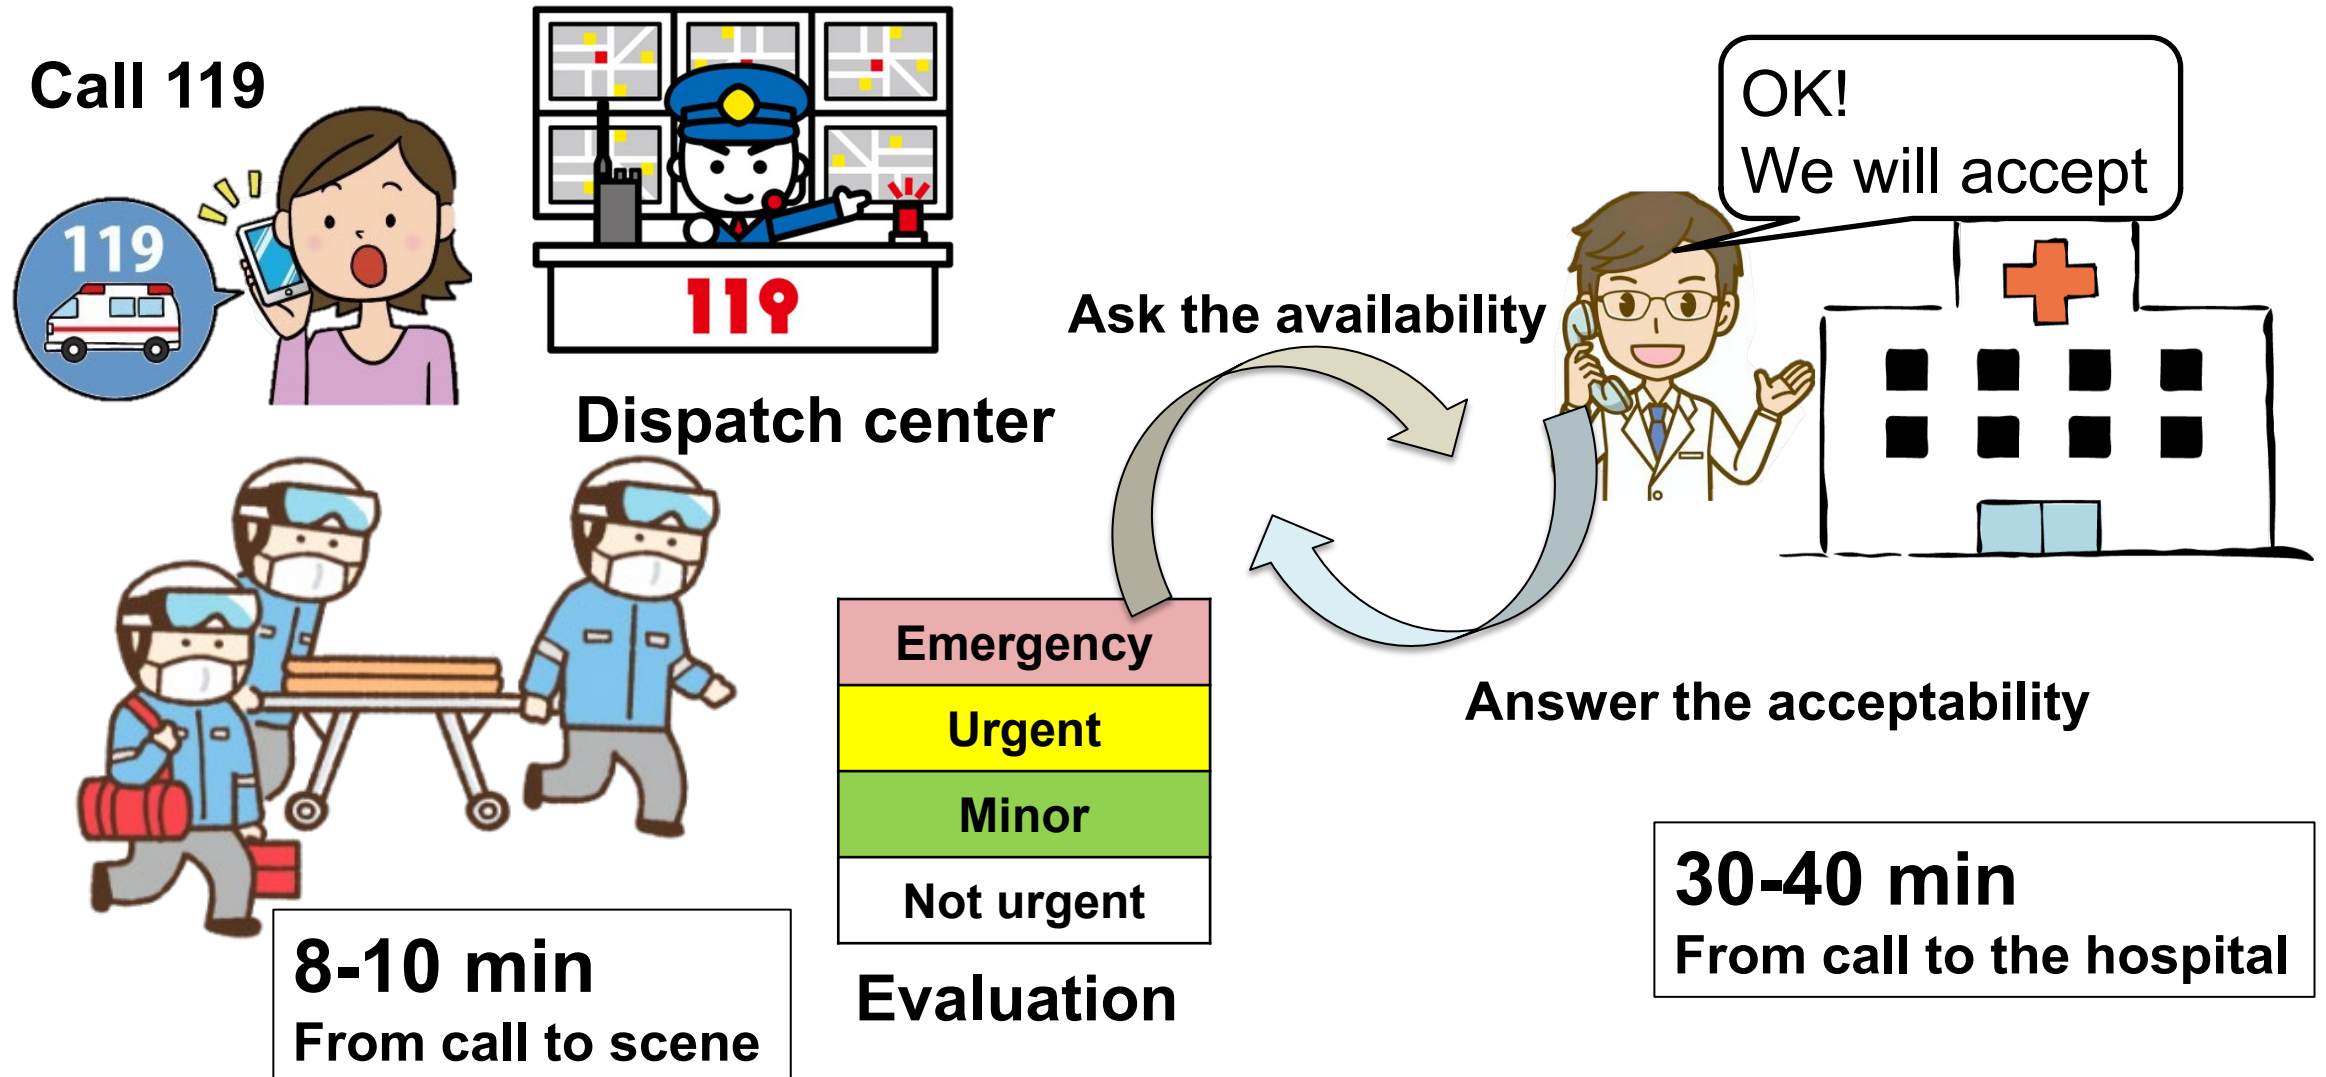 Call 119
119
119
Dispatch center
Ask the availability
OK!
We will accept
Emergency
Urgent
Minor
Not urgent
Evaluation
Answer the acceptability
8-10 min
From call to scene
30-40 min
From call to the hospital